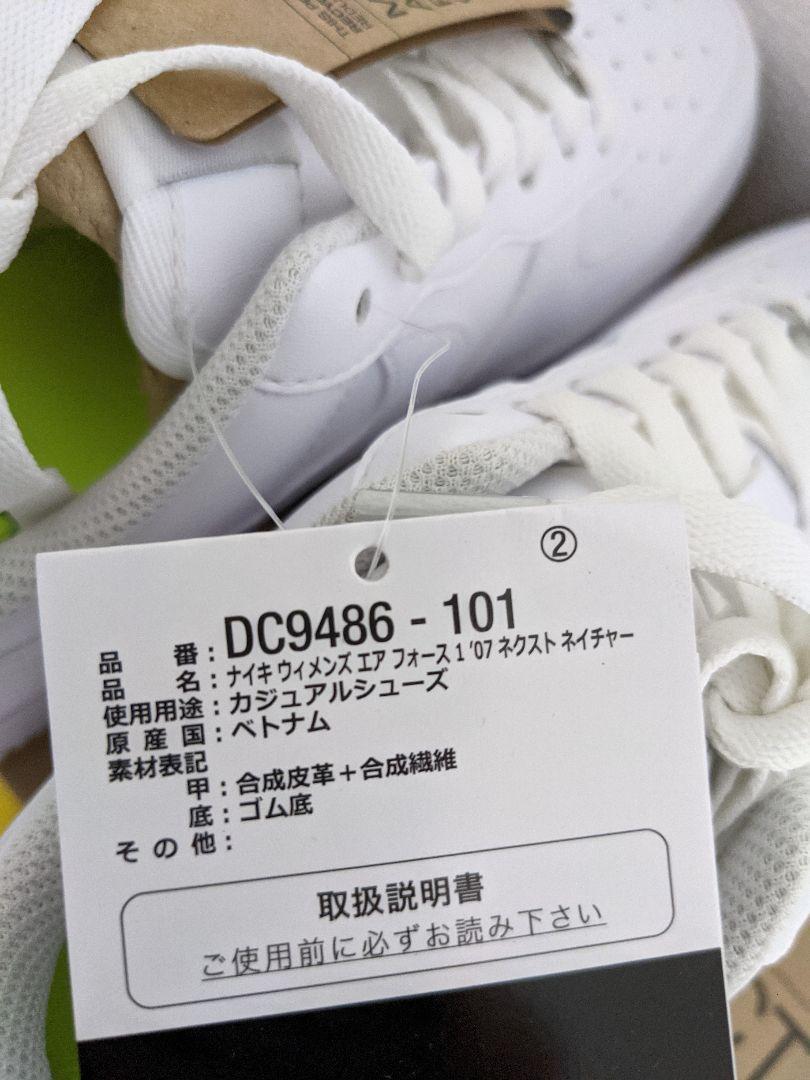 ②
品番：DC9486 - 101
品名：ナイキ ウィメンズ エア フォース 1 '07 ネクスト ネイチャー
使用用途：カジュアルシューズ
原産国：ベトナム
素材表記
甲：合成皮革＋合成繊維
底：ゴム底
その他：
取扱説明書
ご使用前に必ずお読み下さい